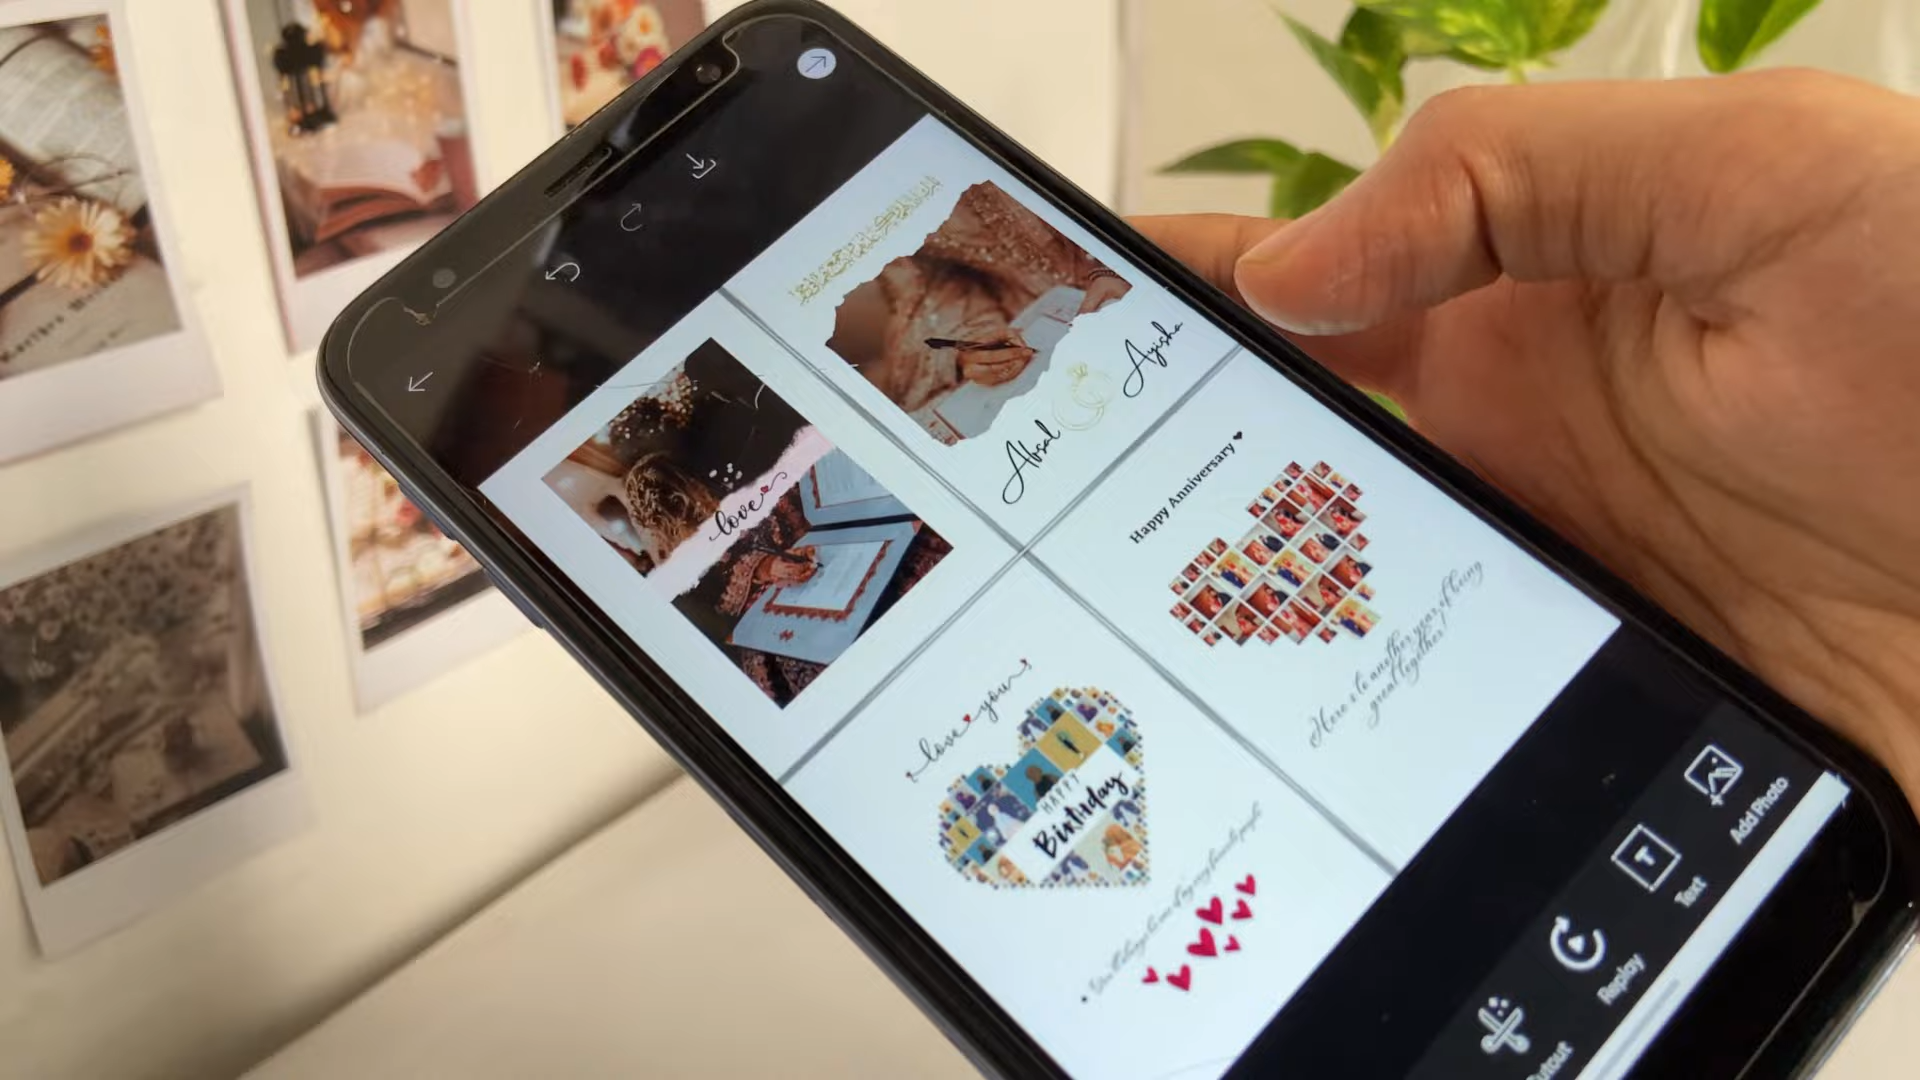 love
Absal
Ayisha
Happy Anniversary
Here's to another year of being
great together!
love you
HAPPY
Birthday
Add Photo
Text
Replay